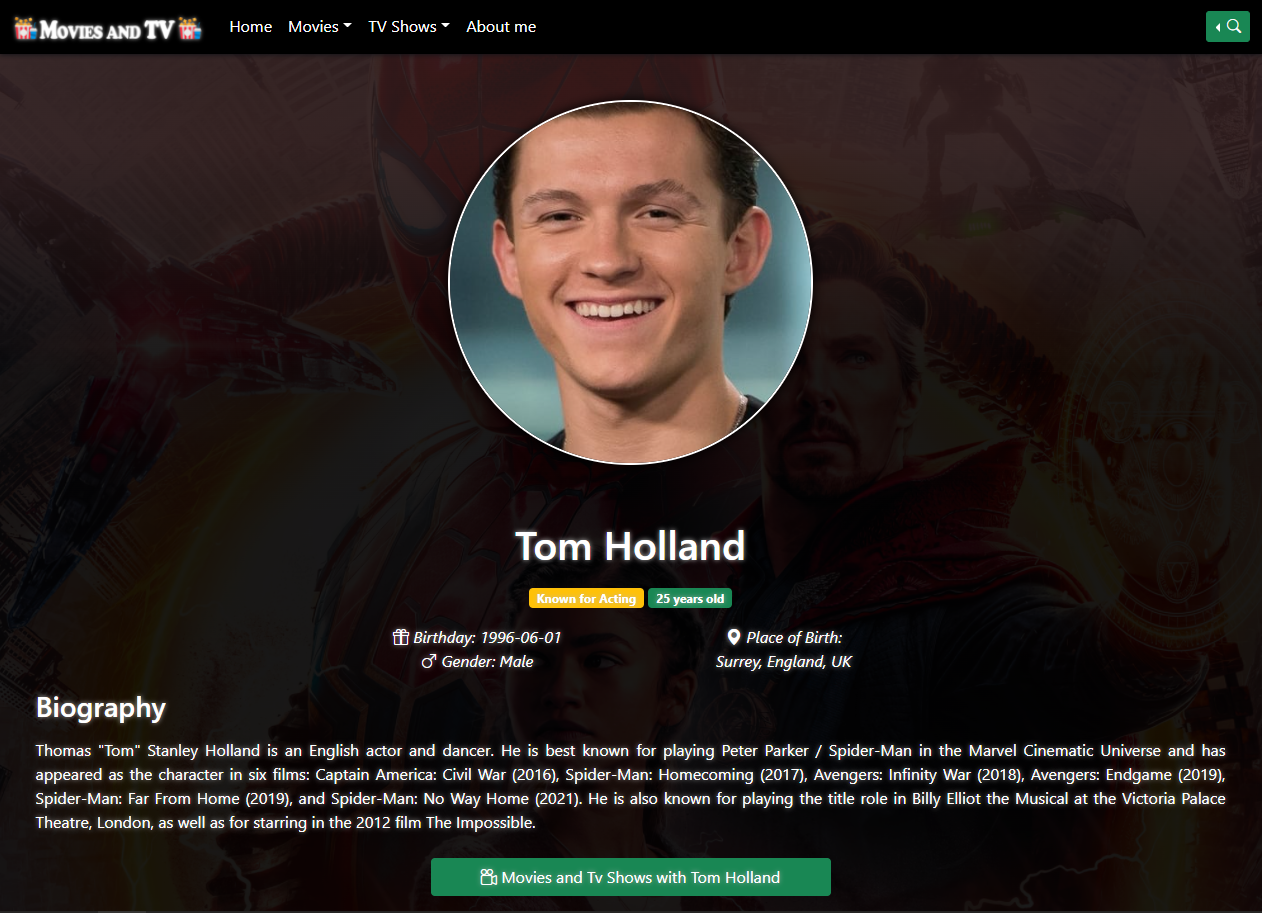 Movies and TV
Home Movies TV Shows About me
Tom Holland
Known for Acting 25 years old
Birthday: 1996-06-01
Gender: Male
Place of Birth:
Surrey, England, UK
Biography
Thomas "Tom" Stanley Holland is an English actor and dancer. He is best known for playing Peter Parker / Spider-Man in the Marvel Cinematic Universe and has
appeared as the character in six films: Captain America: Civil War (2016), Spider-Man: Homecoming (2017), Avengers: Infinity War (2018), Avengers: Endgame (2019),
Spider-Man: Far From Home (2019), and Spider-Man: No Way Home (2021). He is also known for playing the title role in Billy Elliot the Musical at the Victoria Palace
Theatre, London, as well as for starring in the 2012 film The Impossible.
Movies and Tv Shows with Tom Holland